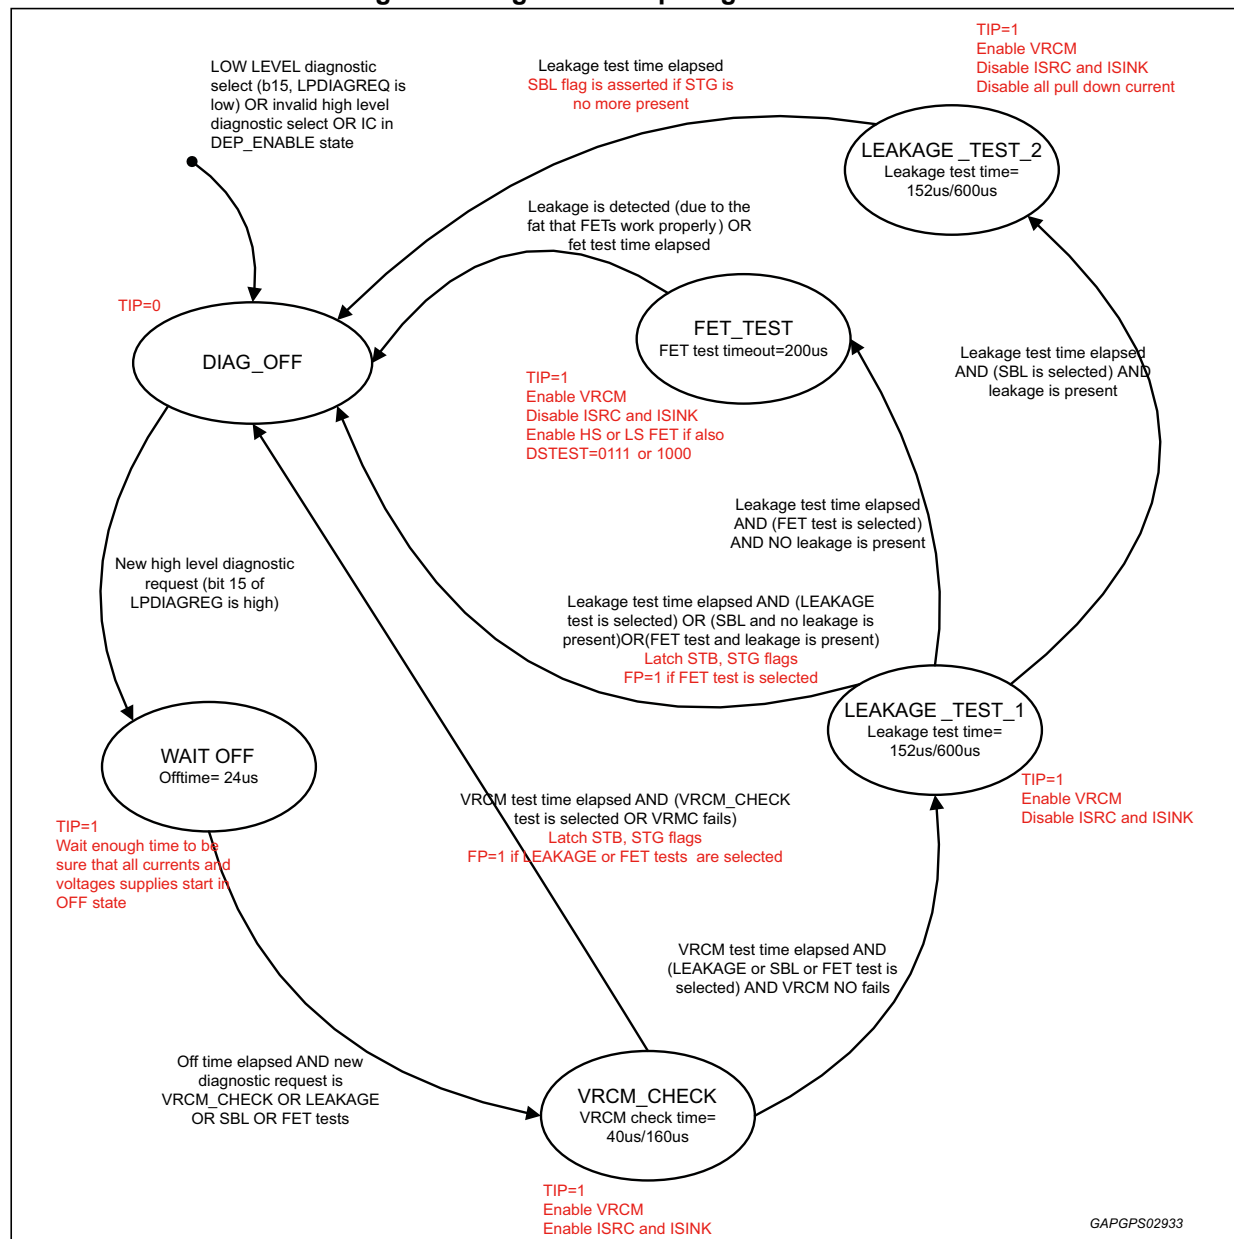 LOW LEVEL diagnostic
select (b15, LPDIAGREQ is
low) OR invalid high level
diagnostic select OR IC in
DEP_ENABLE state
Leakage test time elapsed
SBL flag is asserted if STG is
no more present
TIP=1
Enable VRCM
Disable ISRC and ISINK
Disable all pull down current
LEAKAGE _TEST_2
Leakage test time=
152us/600us
Leakage is detected (due to the
fat that FETs work properly) OR
fet test time elapsed
TIP=0
DIAG_OFF
FET_TEST
FET test timeout=200us
TIP=1
Enable VRCM
Disable ISRC and ISINK
Enable HS or LS FET if also
DSTEST=0111 or 1000
Leakage test time elapsed
AND (SBL is selected) AND
leakage is present
Leakage test time elapsed
AND (FET test is selected)
AND NO leakage is present
New high level diagnostic
request (bit 15 of
LPDIAGREG is high)
Leakage test time elapsed AND (LEAKAGE
test is selected) OR (SBL and no leakage is
present)OR(FET test and leakage is present)
Latch STB, STG flags
FP=1 if FET test is selected
LEAKAGE _TEST_1
Leakage test time=
152us/600us
TIP=1
Enable VRCM
Disable ISRC and ISINK
WAIT OFF
Offtime= 24us
TIP=1
Wait enough time to be
sure that all currents and
voltages supplies start in
OFF state
VRCM test time elapsed AND (VRCM_CHECK
test is selected OR VRMC fails)
Latch STB, STG flags
FP=1 if LEAKAGE or FET tests are selected
VRCM test time elapsed AND
(LEAKAGE or SBL or FET test is
selected) AND VRCM NO fails
Off time elapsed AND new
diagnostic request is
VRCM_CHECK OR LEAKAGE
OR SBL OR FET tests
VRCM_CHECK
VRCM check time=
40us/160us
TIP=1
Enable VRCM
Enable ISRC and ISINK
GAPGPS02933